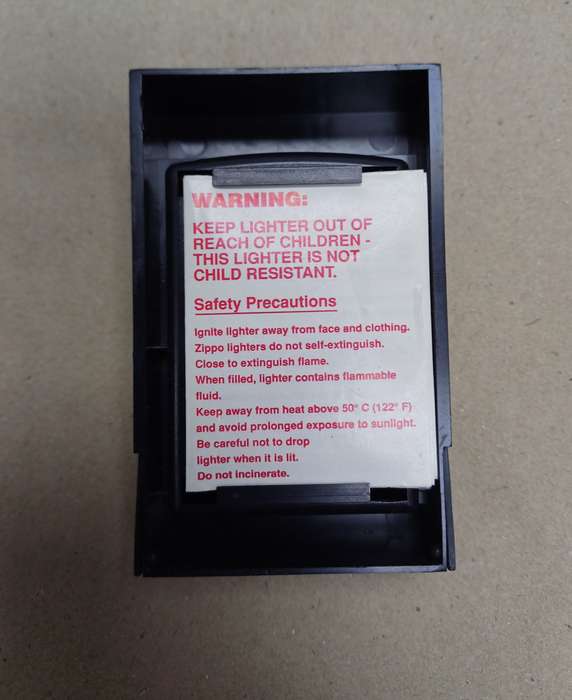 WARNING:
KEEP LIGHTER OUT OF
REACH OF CHILDREN -
THIS LIGHTER IS NOT
CHILD RESISTANT.
Safety Precautions
Ignite lighter away from face and clothing.
Zippo lighters do not self-extinguish.
Close to extinguish flame.
When filled, lighter contains flammable
fluid.
Keep away from heat above 50° C (122° F)
and avoid prolonged exposure to sunlight.
Be careful not to drop
lighter when it is lit.
Do not incinerate.